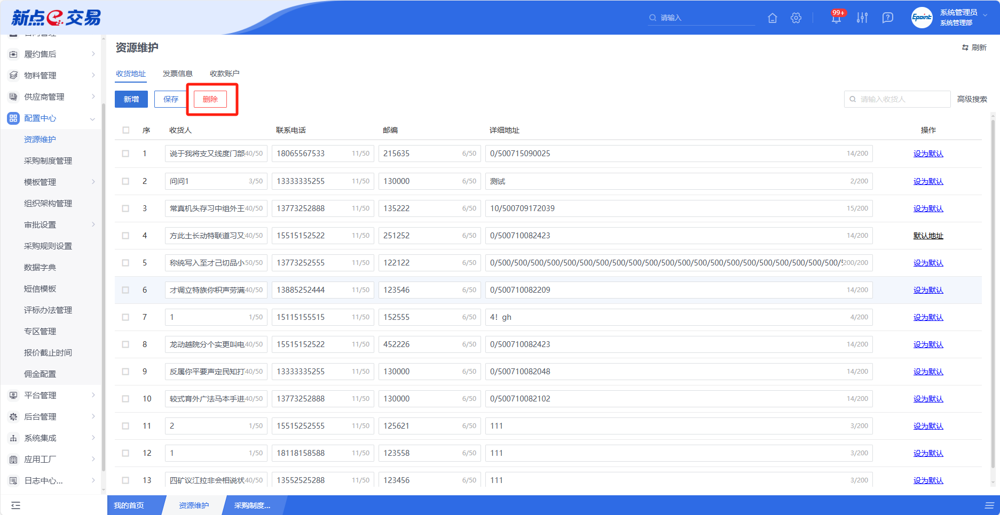 新点e交易
请输入
99+
Epoint
系统管理员
系统管理部
履约售后
物料管理
供应商管理
配置中心
资源维护
采购制度管理
模板管理
组织架构管理
审批设置
采购规则设置
数据字典
短信模板
评标办法管理
专区管理
报价截止时间
佣金配置
平台管理
后台管理
系统集成
应用工厂
日志中心...
资源维护
刷新
收货地址 发票信息 收款账户
新增 保存 删除
请输入收货人 高级搜索
序 收货人 联系电话 邮编 详细地址 操作
1 说于我将支又线度门部 40/50 18065567533 11/50 215635 6/50 0/500715090025 14/200 设为默认
2 问问1 3/50 13333335255 11/50 130000 6/50 测试 2/200 设为默认
3 常真机头存习中组外王 40/50 13773252888 11/50 135222 6/50 10/500709172039 15/200 设为默认
4 方此土长动特联道习又 40/50 15515152522 11/50 251252 6/50 0/500710082423 14/200 默认地址
5 称统写入至才己切品小 50/50 13773252555 11/50 122122 6/50 0/500/500/500/500/500/500/500/500/500/500/500/500/500/500/500/500/500/500/500/500/500/5 200/200 设为默认
6 才调立特族你积声劳满 40/50 13885252444 11/50 123546 6/50 0/500710082209 14/200 设为默认
7 1 1/50 15115155515 11/50 152555 6/50 4！gh 4/200 设为默认
8 龙动越院分个实更叫电 40/50 15515152522 11/50 452226 6/50 0/500710082423 14/200 设为默认
9 反属你平要声定民知打 40/50 13333335255 11/50 130000 6/50 0/500710082048 14/200 设为默认
10 较式育外广法马本手进 40/50 13773252888 11/50 130000 6/50 0/500710082102 14/200 设为默认
11 2 1/50 15515252555 11/50 125621 6/50 111 3/200 设为默认
12 1 1/50 18118158588 11/50 123558 6/50 111 3/200 设为默认
13 四矿议江拉非会相说状 40/50 13552525288 11/50 123456 6/50 111 3/200 设为默认
我的首页 资源维护 采购制度...